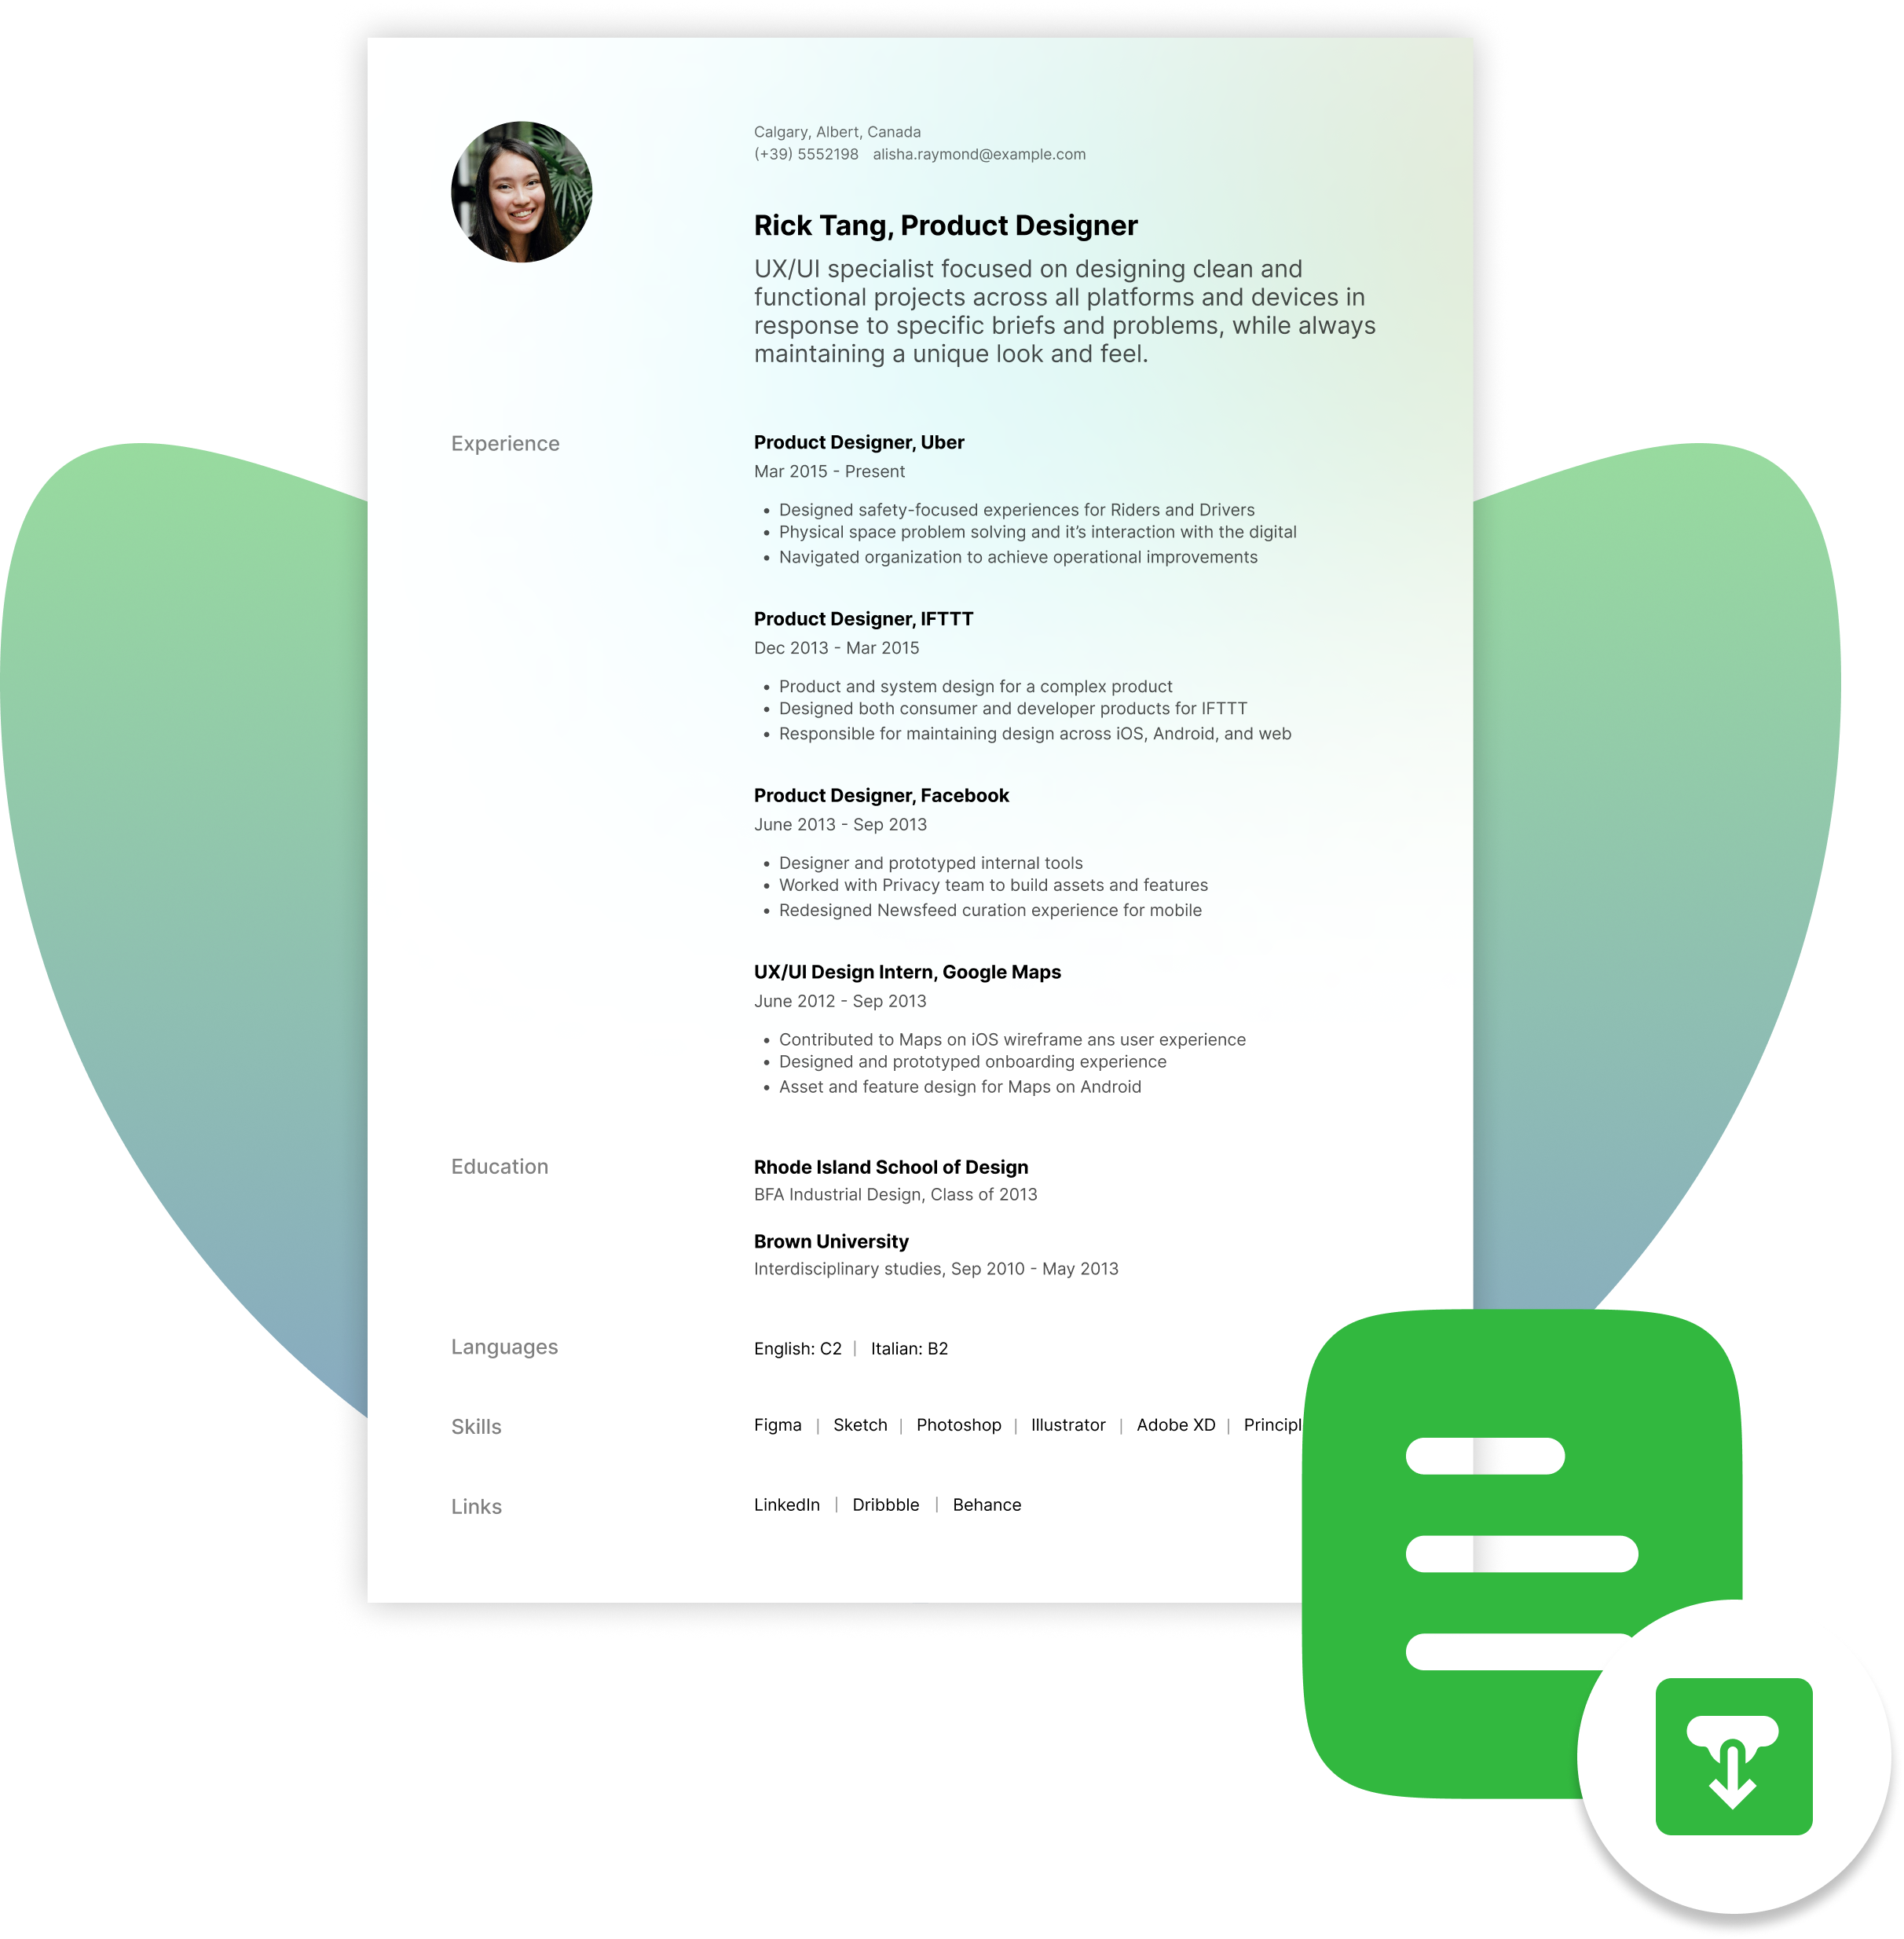 Calgary, Albert, Canada
(+39) 5552198 alisha.raymond@example.com
Rick Tang, Product Designer
UX/UI specialist focused on designing clean and
functional projects across all platforms and devices in
response to specific briefs and problems, while always
maintaining a unique look and feel.
Experience
Product Designer, Uber
Mar 2015 - Present
• Designed safety-focused experiences for Riders and Drivers
• Physical space problem solving and it’s interaction with the digital
• Navigated organization to achieve operational improvements
Product Designer, IFTTT
Dec 2013 - Mar 2015
• Product and system design for a complex product
• Designed both consumer and developer products for IFTTT
• Responsible for maintaining design across iOS, Android, and web
Product Designer, Facebook
June 2013 - Sep 2013
• Designer and prototyped internal tools
• Worked with Privacy team to build assets and features
• Redesigned Newsfeed curation experience for mobile
UX/UI Design Intern, Google Maps
June 2012 - Sep 2013
• Contributed to Maps on iOS wireframe ans user experience
• Designed and prototyped onboarding experience
• Asset and feature design for Maps on Android
Education
Rhode Island School of Design
BFA Industrial Design, Class of 2013
Brown University
Interdisciplinary studies, Sep 2010 - May 2013
Languages
English: C2 | Italian: B2
Skills
Figma | Sketch | Photoshop | Illustrator | Adobe XD | Principl
Links
LinkedIn | Dribbble | Behance